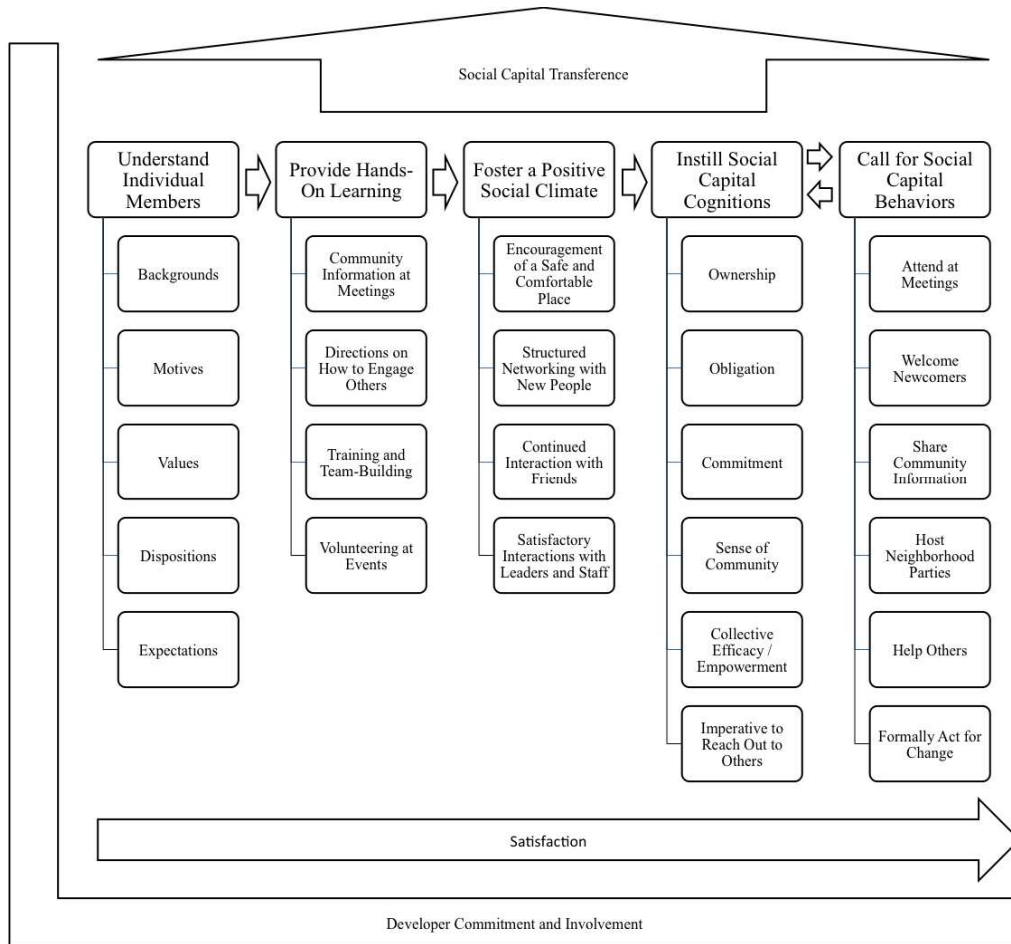 Social Capital Transference
Understand
Individual
Members
Provide Hands-
On Learning
Foster a Positive
Social Climate
Instill Social
Capital
Cognitions
Call for Social
Capital
Behaviors
Backgrounds
Motives
Values
Dispositions
Expectations
Community
Information at
Meetings
Directions on
How to Engage
Others
Training and
Team-Building
Volunteering at
Events
Encouragement
of a Safe and
Comfortable
Place
Structured
Networking with
New People
Continued
Interaction with
Friends
Satisfactory
Interactions with
Leaders and Staff
Ownership
Obligation
Commitment
Sense of
Community
Collective
Efficacy /
Empowerment
Imperative to
Reach Out to
Others
Attend at
Meetings
Welcome
Newcomers
Share
Community
Information
Host
Neighborhood
Parties
Help Others
Formally Act for
Change
Satisfaction
Developer Commitment and Involvement